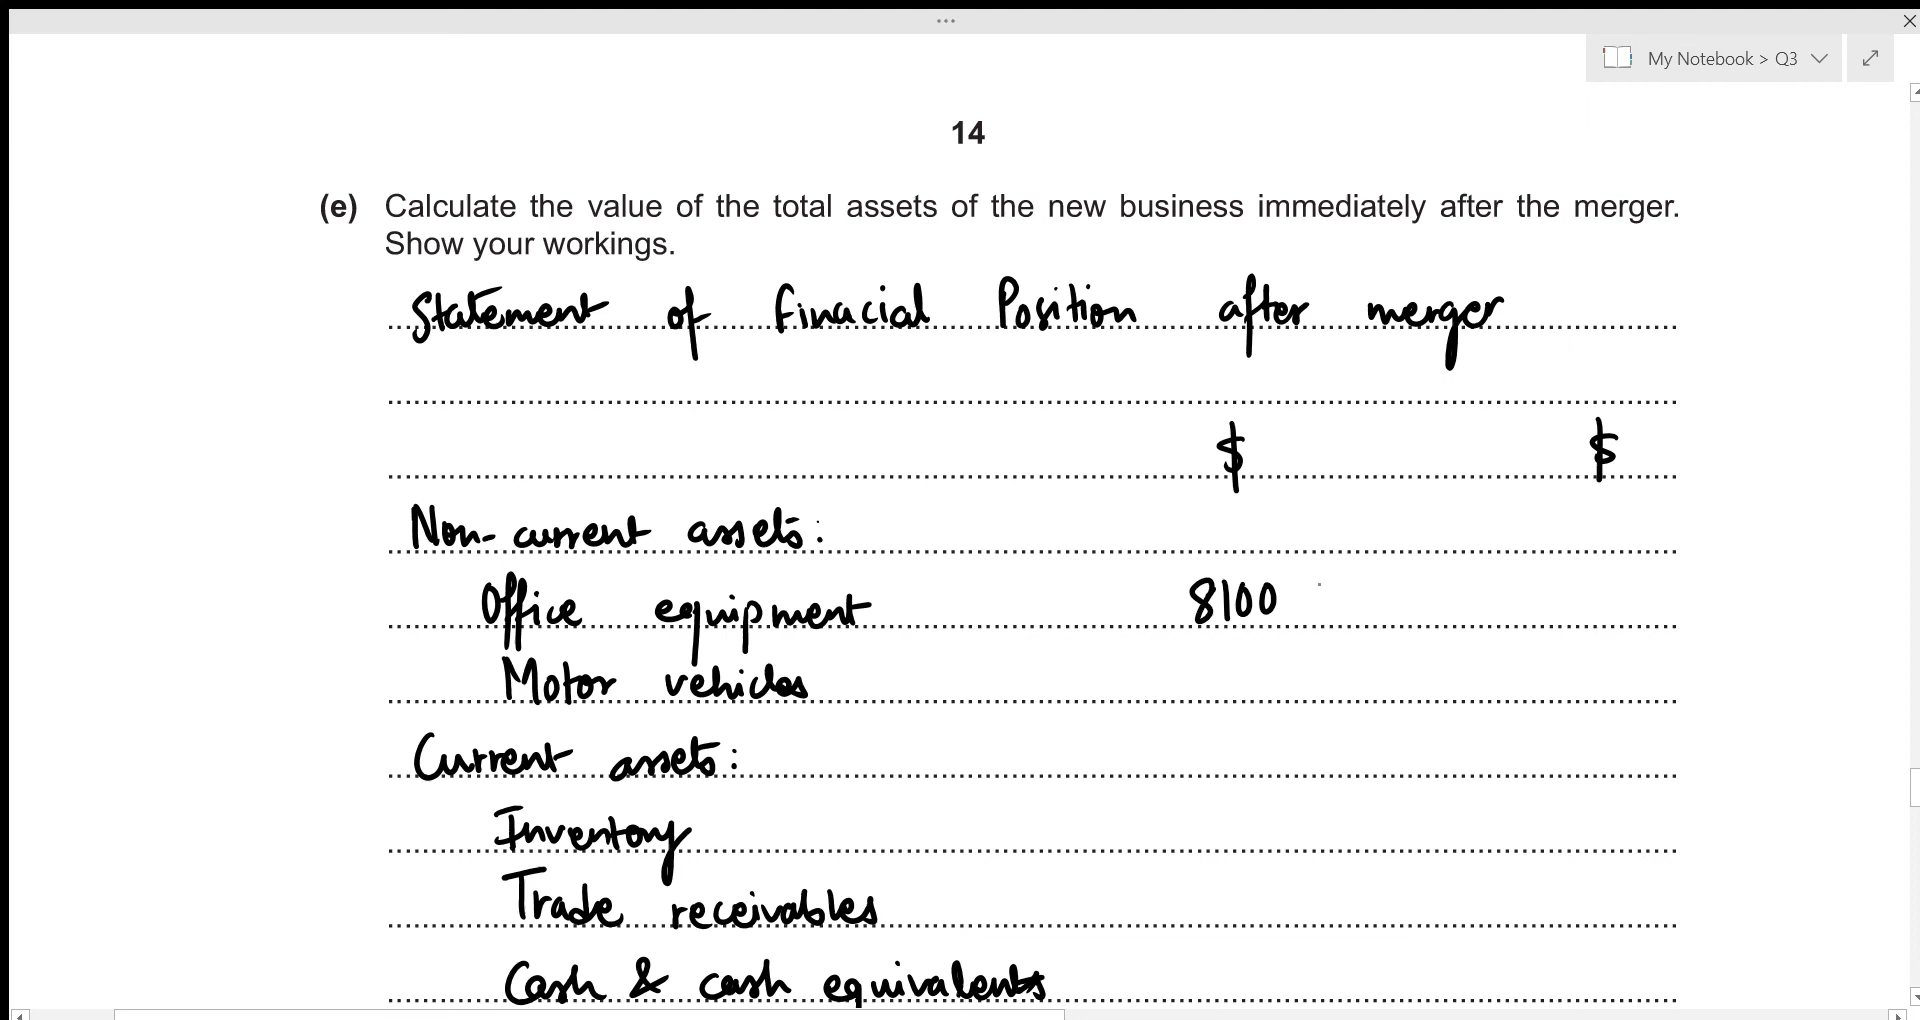 My Notebook > Q3
14
(e) Calculate the value of the total assets of the new business immediately after the merger.
Show your workings.
Statement of Finacial Position after merger
$ $
Non-current assets:
Office equipment 8100
Motor vehicles
Current assets:
Inventory
Trade receivables
Cash & cash equivalents